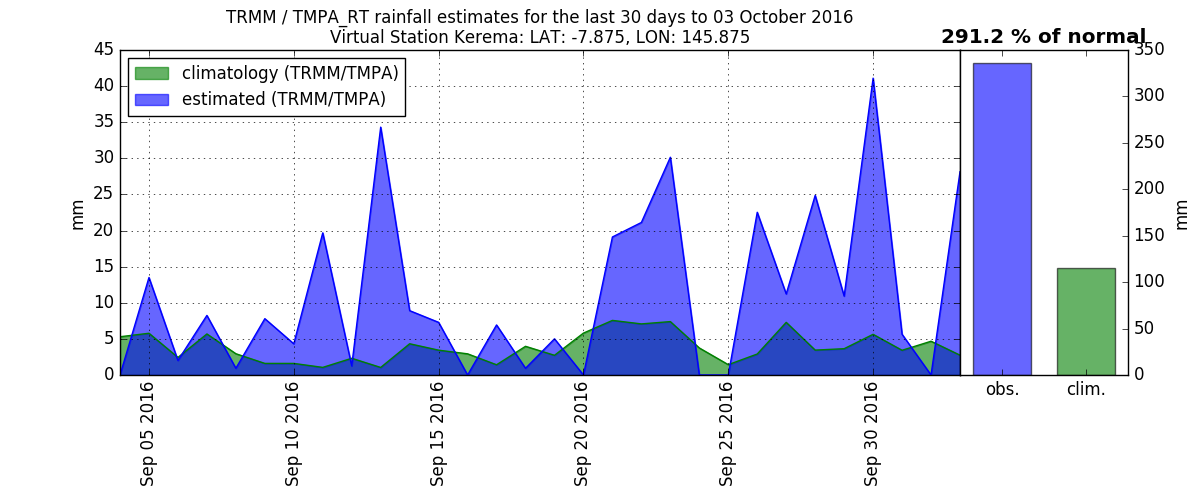 TRMM / TMPA_RT rainfall estimates for the last 30 days to 03 October 2016
Virtual Station Kerema: LAT: -7.875, LON: 145.875
291.2 % of normal
climatology (TRMM/TMPA)
estimated (TRMM/TMPA)
mm
45
40
35
30
25
20
15
10
5
0
Sep 05 2016
Sep 10 2016
Sep 15 2016
Sep 20 2016
Sep 25 2016
Sep 30 2016
350
300
250
200
150
100
50
0
mm
obs.
clim.